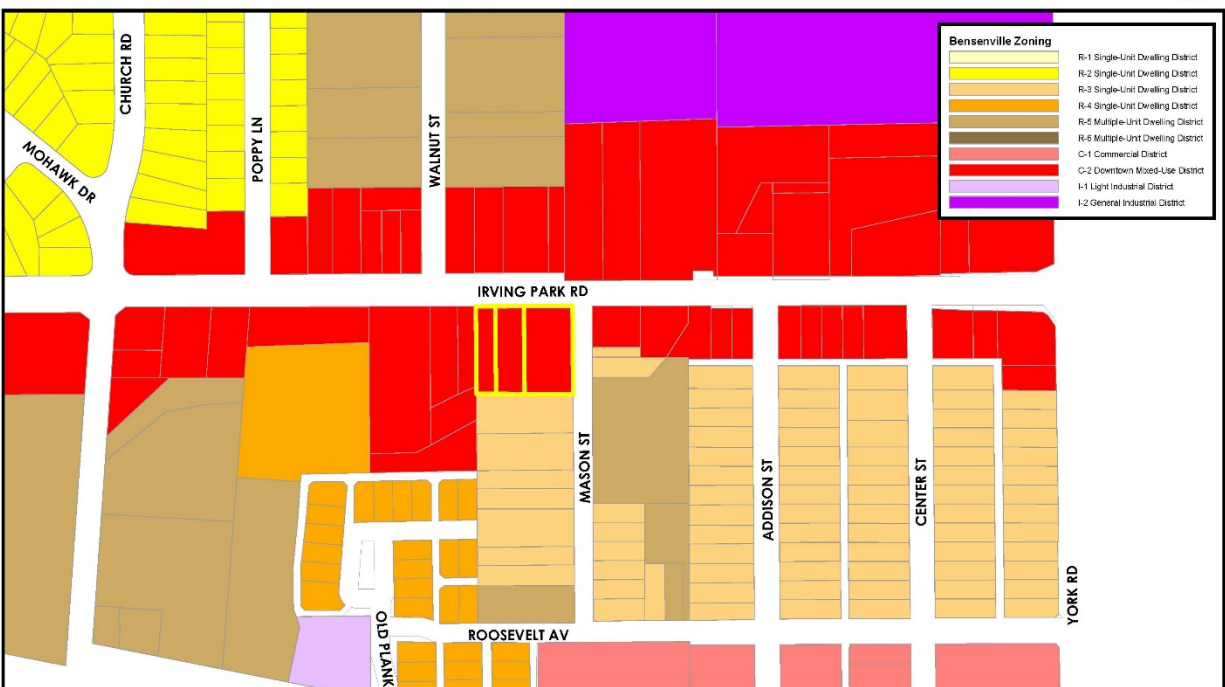 Bensenville Zoning
R-1 Single-Unit Dwelling District
R-2 Single-Unit Dwelling District
R-3 Single-Unit Dwelling District
R-4 Single-Unit Dwelling District
R-5 Multiple-Unit Dwelling District
R-6 Multiple-Unit Dwelling District
C-1 Commercial District
C-2 Downtown Mixed-Use District
I-1 Light Industrial District
I-2 General Industrial District
CHURCH RD
POPPY LN
WALNUT ST
MOHAWK DR
IRVING PARK RD
MASON ST
ADDISON ST
CENTER ST
YORK RD
OLD PLANK
ROOSEVELT AV